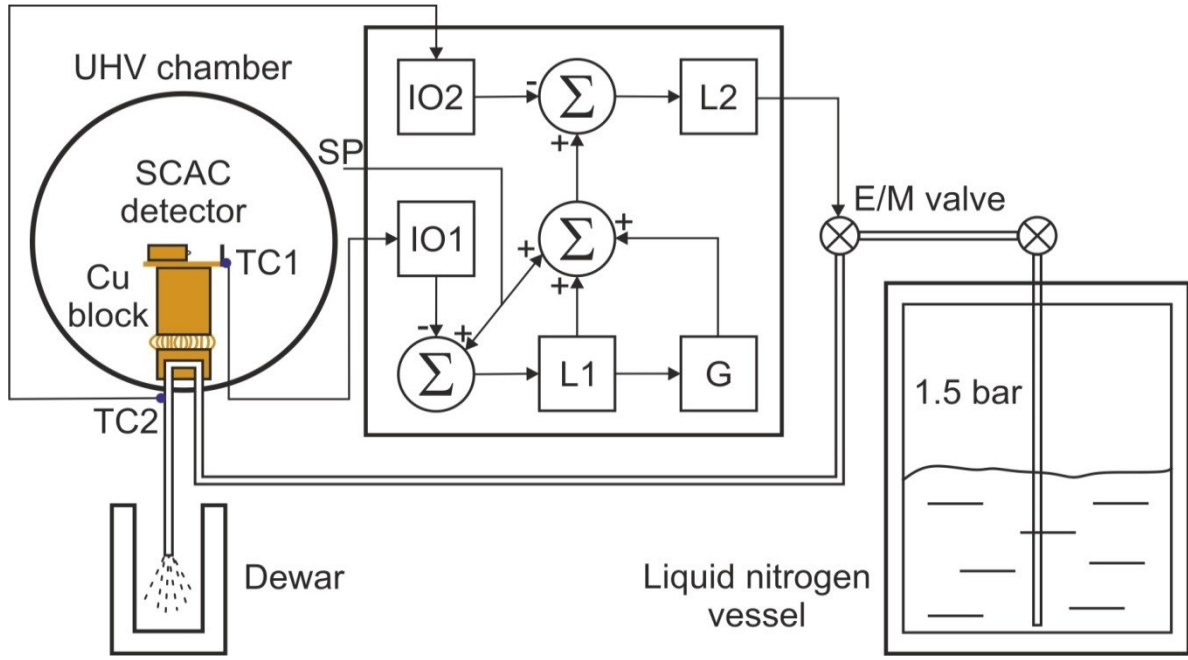 UHV chamber
SCAC
detector
TC1
Cu
block
TC2
Dewar
SP
IO2
-
Σ
+
L2
IO1
-
+
Σ
+
+
+
Σ
L1
G
E/M valve
1.5 bar
Liquid nitrogen
vessel